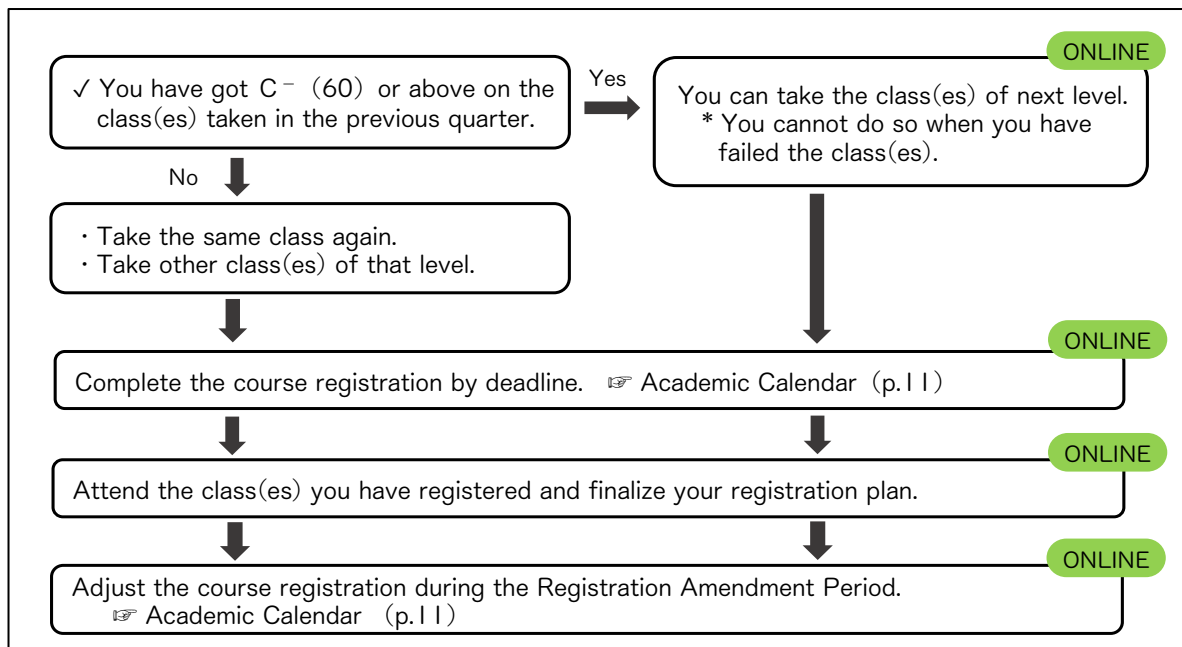 ONLINE
✓ You have got C⁻ (60) or above on the
class(es) taken in the previous quarter.
Yes
You can take the class(es) of next level.
* You cannot do so when you have
failed the class(es).
No
・Take the same class again.
・Take other class(es) of that level.
ONLINE
Complete the course registration by deadline. ☞ Academic Calendar (p.11)
ONLINE
Attend the class(es) you have registered and finalize your registration plan.
ONLINE
Adjust the course registration during the Registration Amendment Period.
☞ Academic Calendar (p.11)